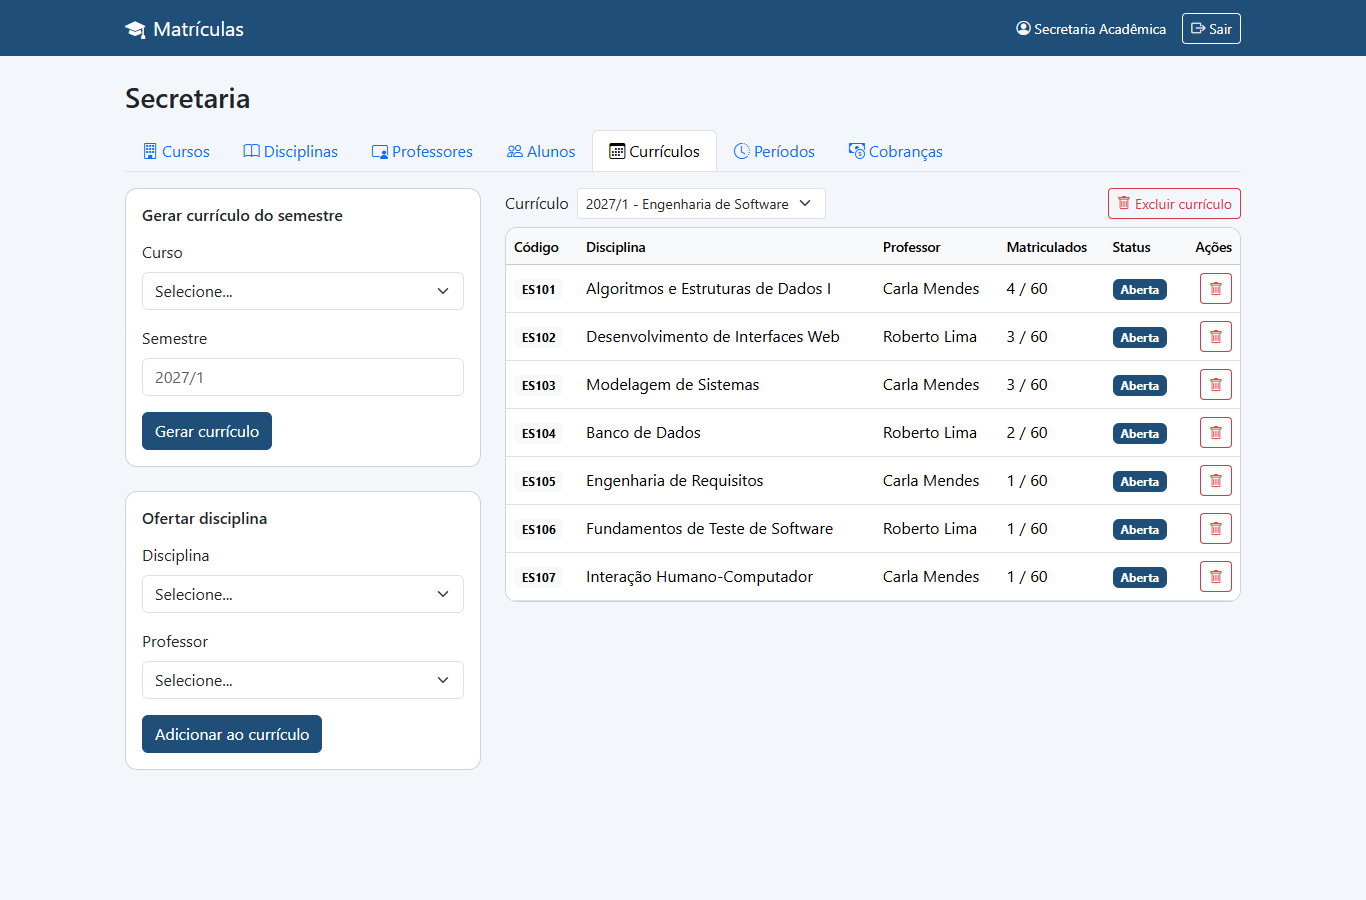 Matrículas
Secretaria Acadêmica
Sair
Secretaria
Cursos
Disciplinas
Professores
Alunos
Currículos
Períodos
Cobranças
Gerar currículo do semestre
Curso
Selecione...
Semestre
2027/1
Gerar currículo
Ofertar disciplina
Disciplina
Selecione...
Professor
Selecione...
Adicionar ao currículo
Currículo 2027/1 - Engenharia de Software
Excluir currículo
Código Disciplina Professor Matriculados Status Ações
ES101 Algoritmos e Estruturas de Dados I Carla Mendes 4 / 60 Aberta
ES102 Desenvolvimento de Interfaces Web Roberto Lima 3 / 60 Aberta
ES103 Modelagem de Sistemas Carla Mendes 3 / 60 Aberta
ES104 Banco de Dados Roberto Lima 2 / 60 Aberta
ES105 Engenharia de Requisitos Carla Mendes 1 / 60 Aberta
ES106 Fundamentos de Teste de Software Roberto Lima 1 / 60 Aberta
ES107 Interação Humano-Computador Carla Mendes 1 / 60 Aberta